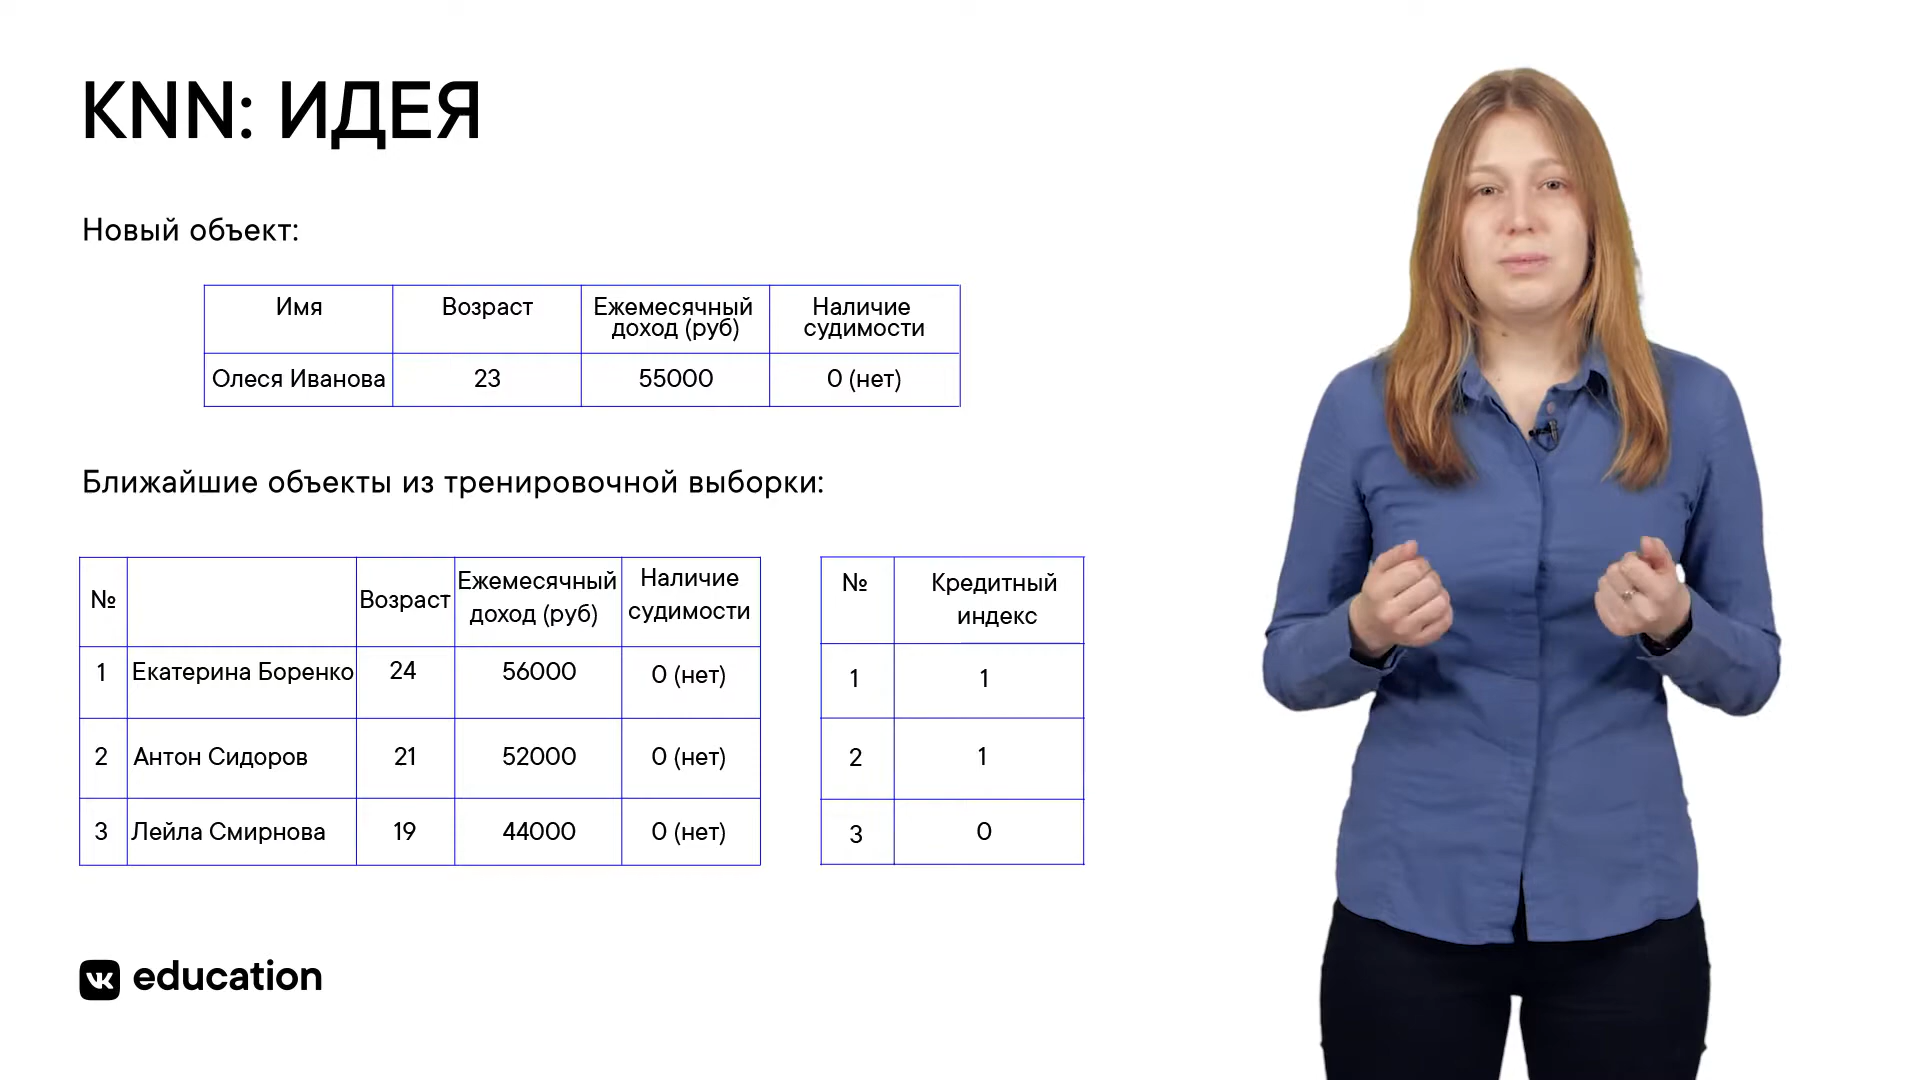 KNN: ИДЕЯ
Новый объект:
Имя Возраст Ежемесячный доход (руб) Наличие судимости
Олеся Иванова 23 55000 0 (нет)
Ближайшие объекты из тренировочной выборки:
№ Возраст Ежемесячный доход (руб) Наличие судимости
1 Екатерина Боренко 24 56000 0 (нет)
2 Антон Сидоров 21 52000 0 (нет)
3 Лейла Смирнова 19 44000 0 (нет)
№ Кредитный индекс
1 1
2 1
3 0
VK education